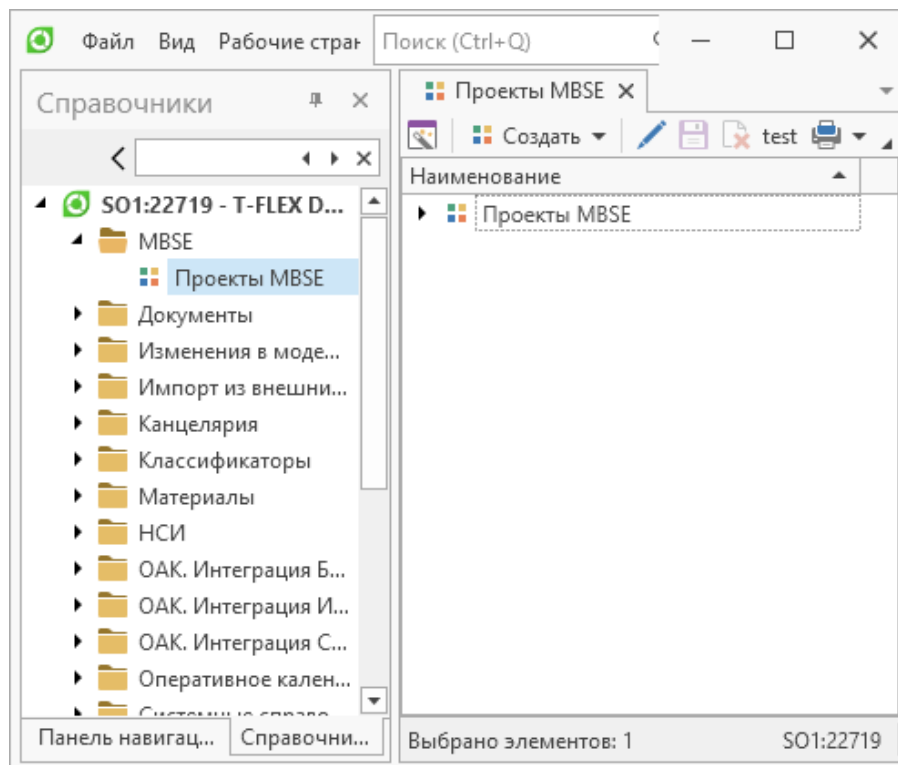 Файл Вид Рабочие стран Поиск (Ctrl+Q)
Справочники
Проекты MBSE
Создать test
Наименование
Проекты MBSE
SO1:22719 - T-FLEX D...
MBSE
Проекты MBSE
Документы
Изменения в моде...
Импорт из внешни...
Канцелярия
Классификаторы
Материалы
НСИ
ОАК. Интеграция Б...
ОАК. Интеграция И...
ОАК. Интеграция С...
Оперативное кален...
Панель навигац... Справочни...
Выбрано элементов: 1 SO1:22719